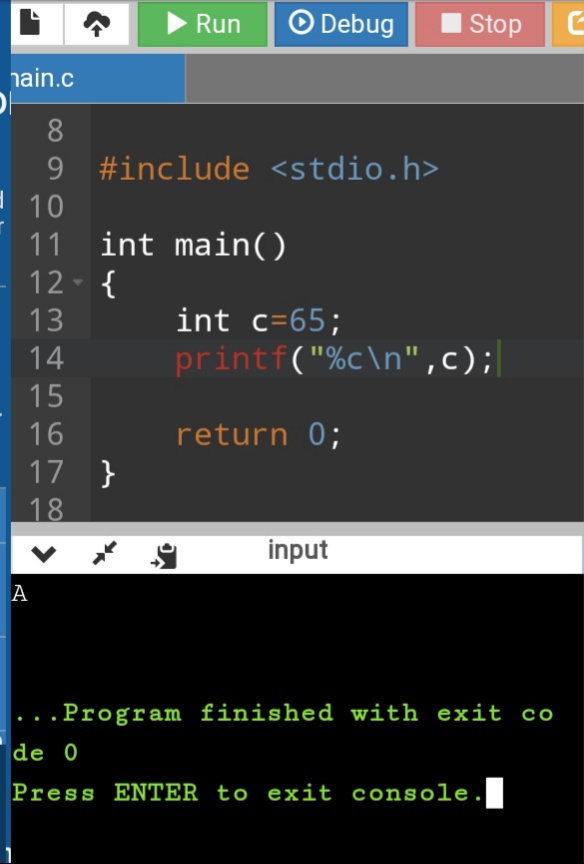 Run Debug Stop
main.c
8
9 #include <stdio.h>
10
11 int main()
12 {
13 int c=65;
14 printf("%c\n",c);
15
16 return 0;
17 }
18
input
A
...Program finished with exit co
de 0
Press ENTER to exit console.